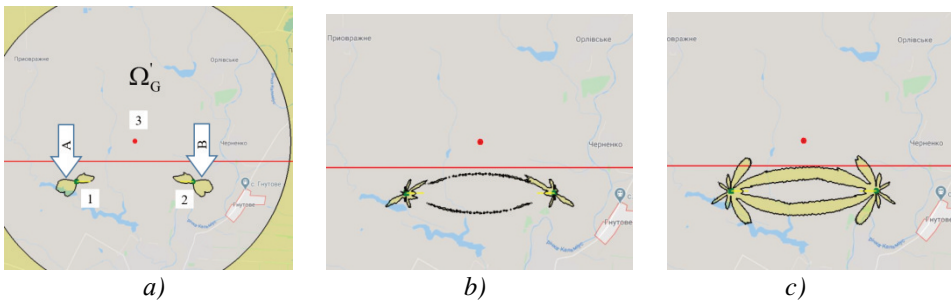 Приовражне
Орлівське
Ω'G
3
A
B
Черненко
1
2
с. Гнутове
Гнутове
a)
Приовражне
Орлівське
Черненко
Гнутове
b)
Приовражне
Орлівське
Черненко
Гнутове
c)